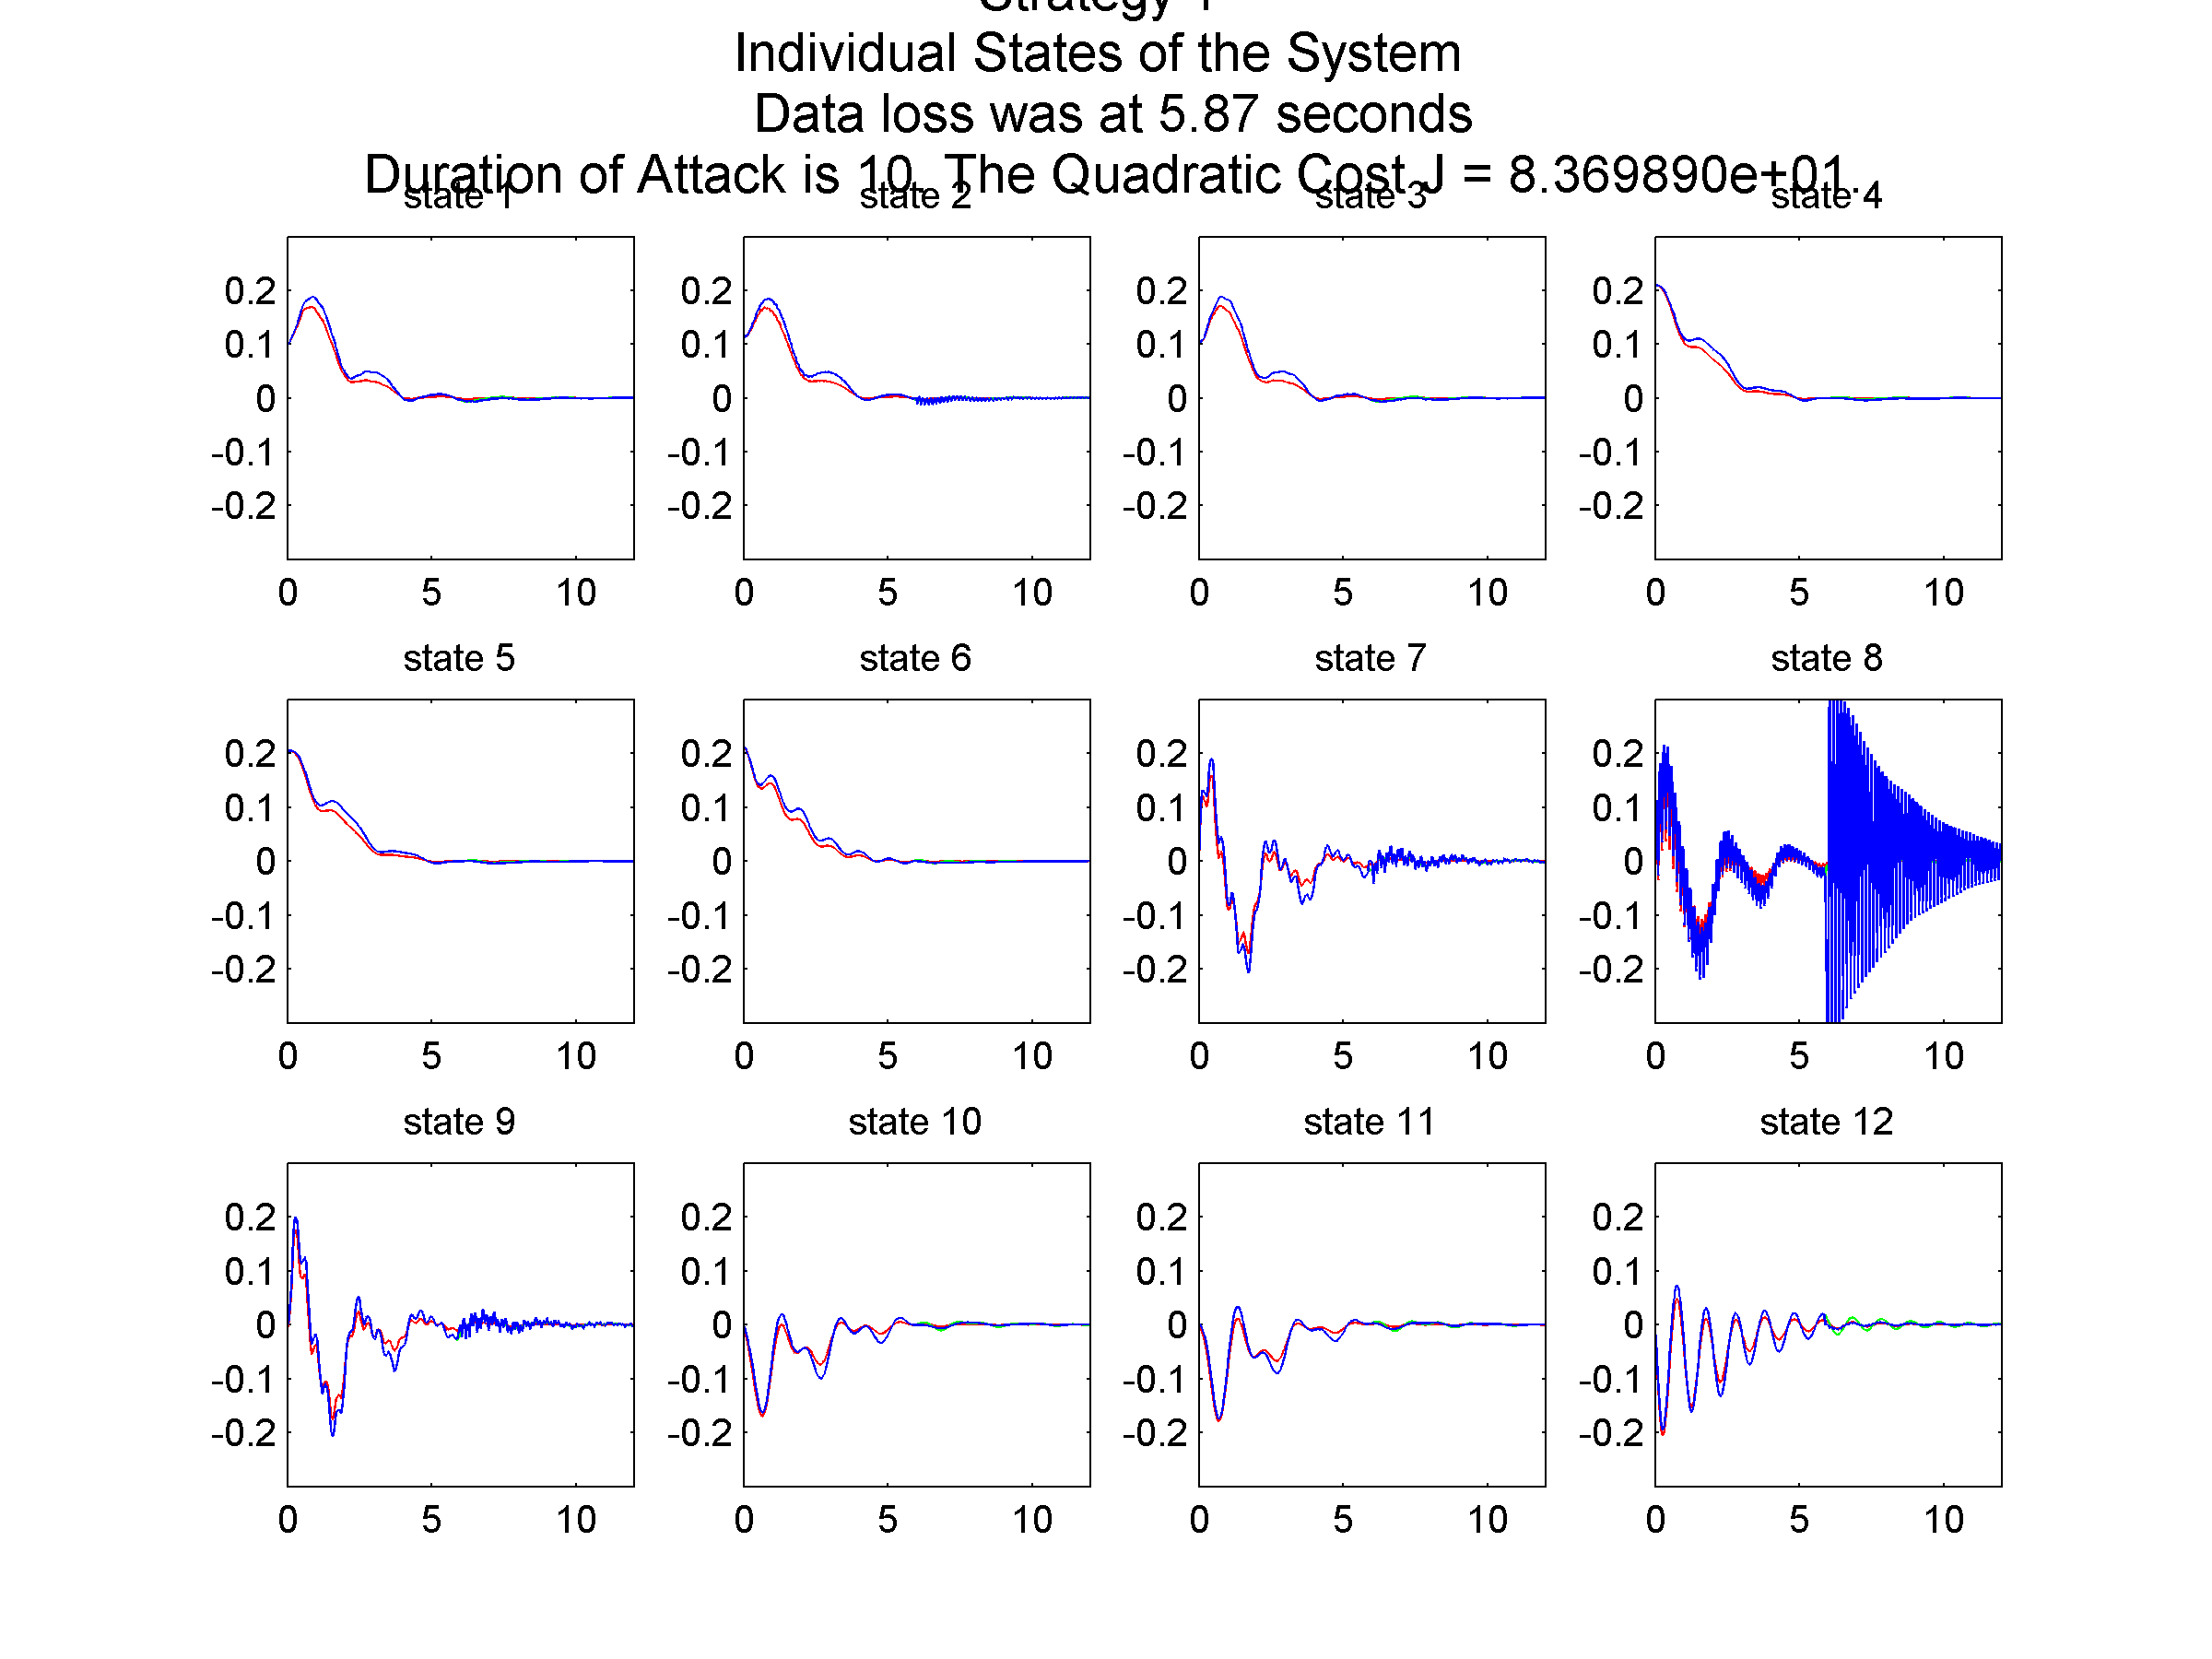 Strategy
Individual States of the System
Data loss was at 5.87 seconds
Duration of Attack is 10. The Quadratic Cost J = 8.369890e+01.
state 1 state 2 state 3 state 4
0.2 0.2 0.2 0.2
0.1 0.1 0.1 0.1
0 0 0 0
-0.1 -0.1 -0.1 -0.1
-0.2 -0.2 -0.2 -0.2
0 5 10 0 5 10 0 5 10 0 5 10
state 5 state 6 state 7 state 8
0.2 0.2 0.2 0.2
0.1 0.1 0.1 0.1
0 0 0 0
-0.1 -0.1 -0.1 -0.1
-0.2 -0.2 -0.2 -0.2
0 5 10 0 5 10 0 5 10 0 5 10
state 9 state 10 state 11 state 12
0.2 0.2 0.2 0.2
0.1 0.1 0.1 0.1
0 0 0 0
-0.1 -0.1 -0.1 -0.1
-0.2 -0.2 -0.2 -0.2
0 5 10 0 5 10 0 5 10 0 5 10